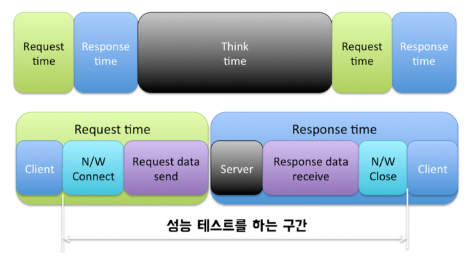 Request time
Response time
Think time
Request time
Response time
Request time
Response time
Client
N/W Connect
Request data send
Server
Response data receive
N/W Close
Client
성능 테스트를 하는 구간